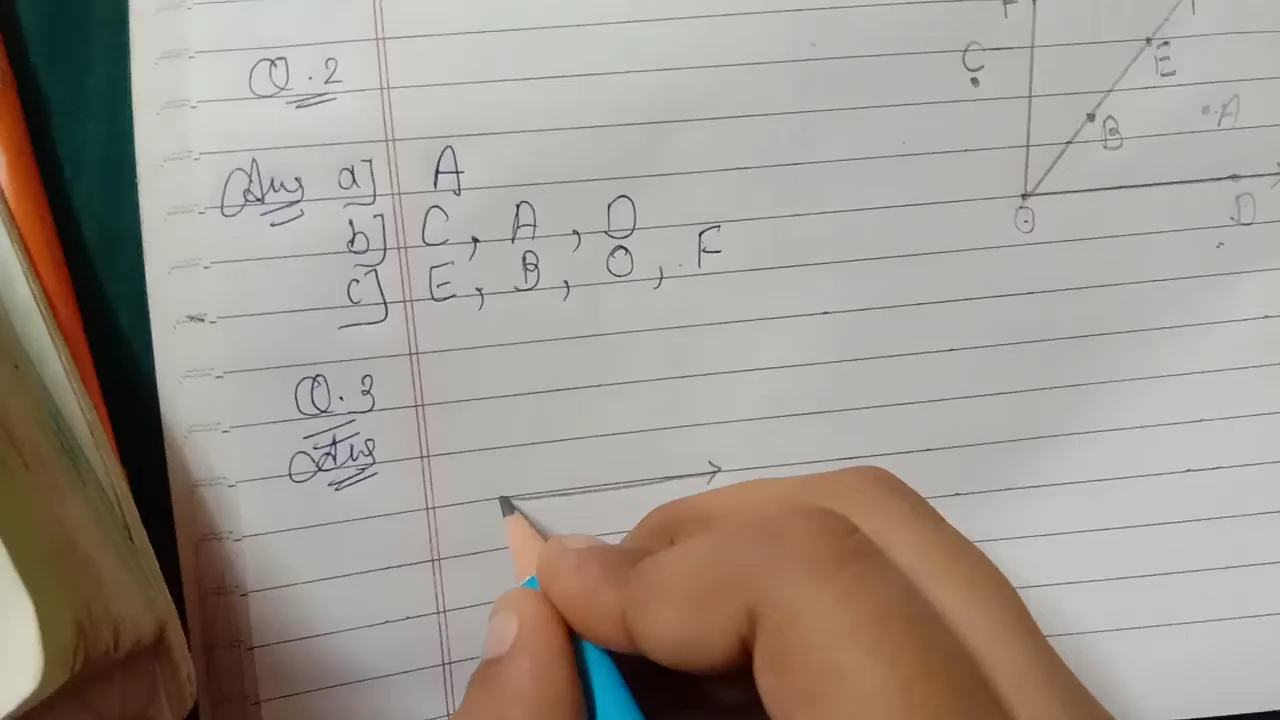 Q.2
Ans a] A
b] C, A, D
c] E, B, O, F
Q.3
Ans
C
E
B
A
O
D